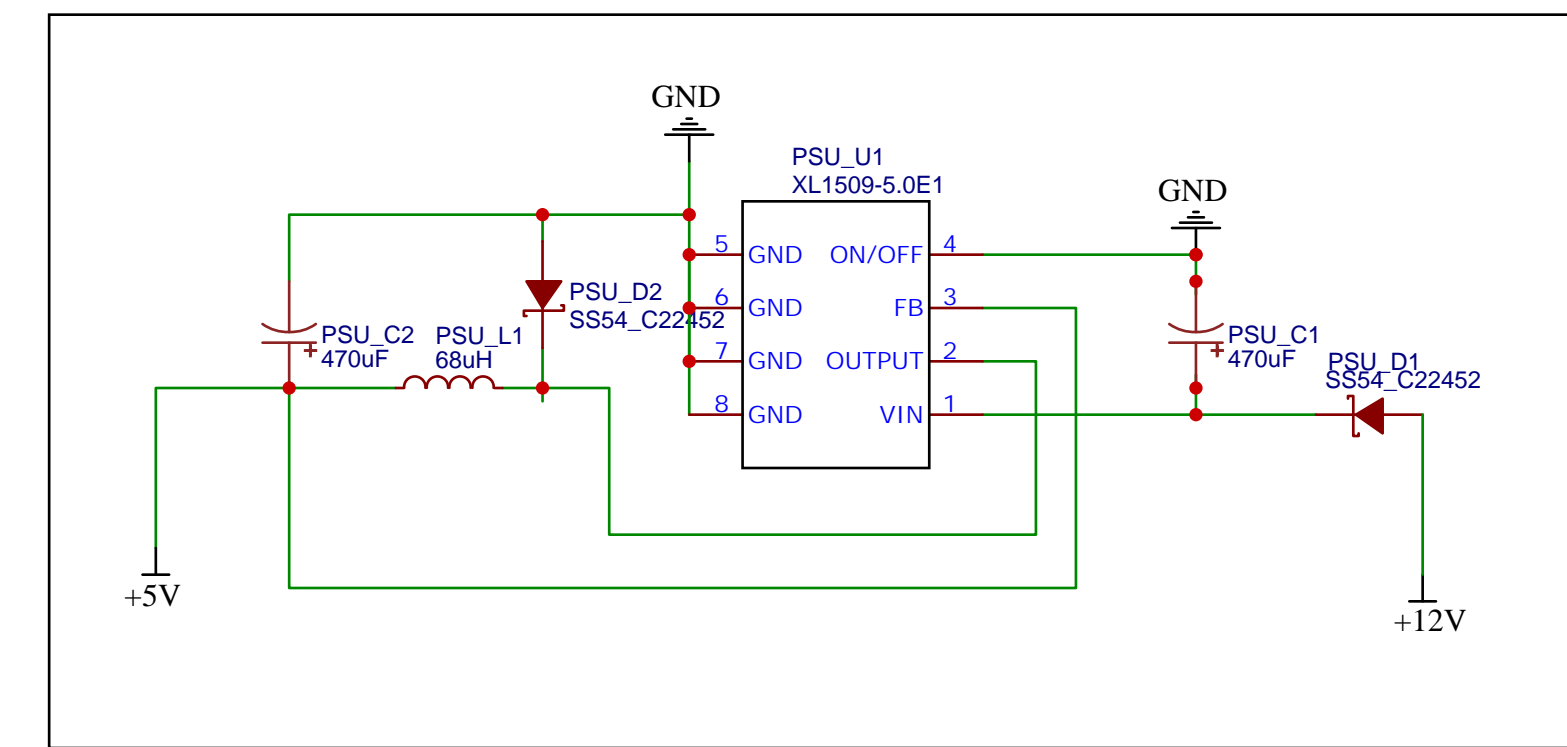 GND
PSU_U1
XL1509-5.0E1
GND
5
GND
ON/OFF
4
6
GND
FB
3
7
GND
OUTPUT
2
8
GND
VIN
1
PSU_D2
SS54_C22452
PSU_C2
470uF
+
PSU_L1
68uH
PSU_C1
470uF
+
PSU_D1
SS54_C22452
+5V
+12V